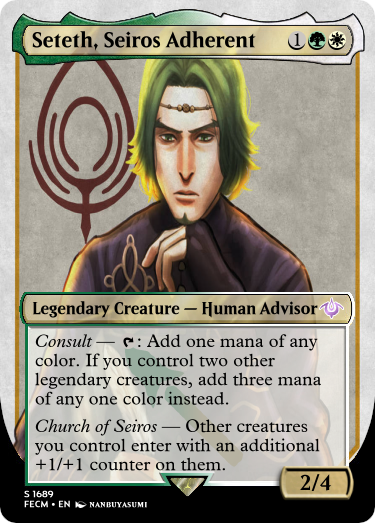 Seteth, Seiros Adherent 1
Legendary Creature — Human Advisor
Consult — : Add one mana of any
color. If you control two other
legendary creatures, add three mana
of any one color instead.
Church of Seiros — Other creatures
you control enter with an additional
+1/+1 counter on them.
2/4
S 1689
FECM • EN NANBUYASUMI